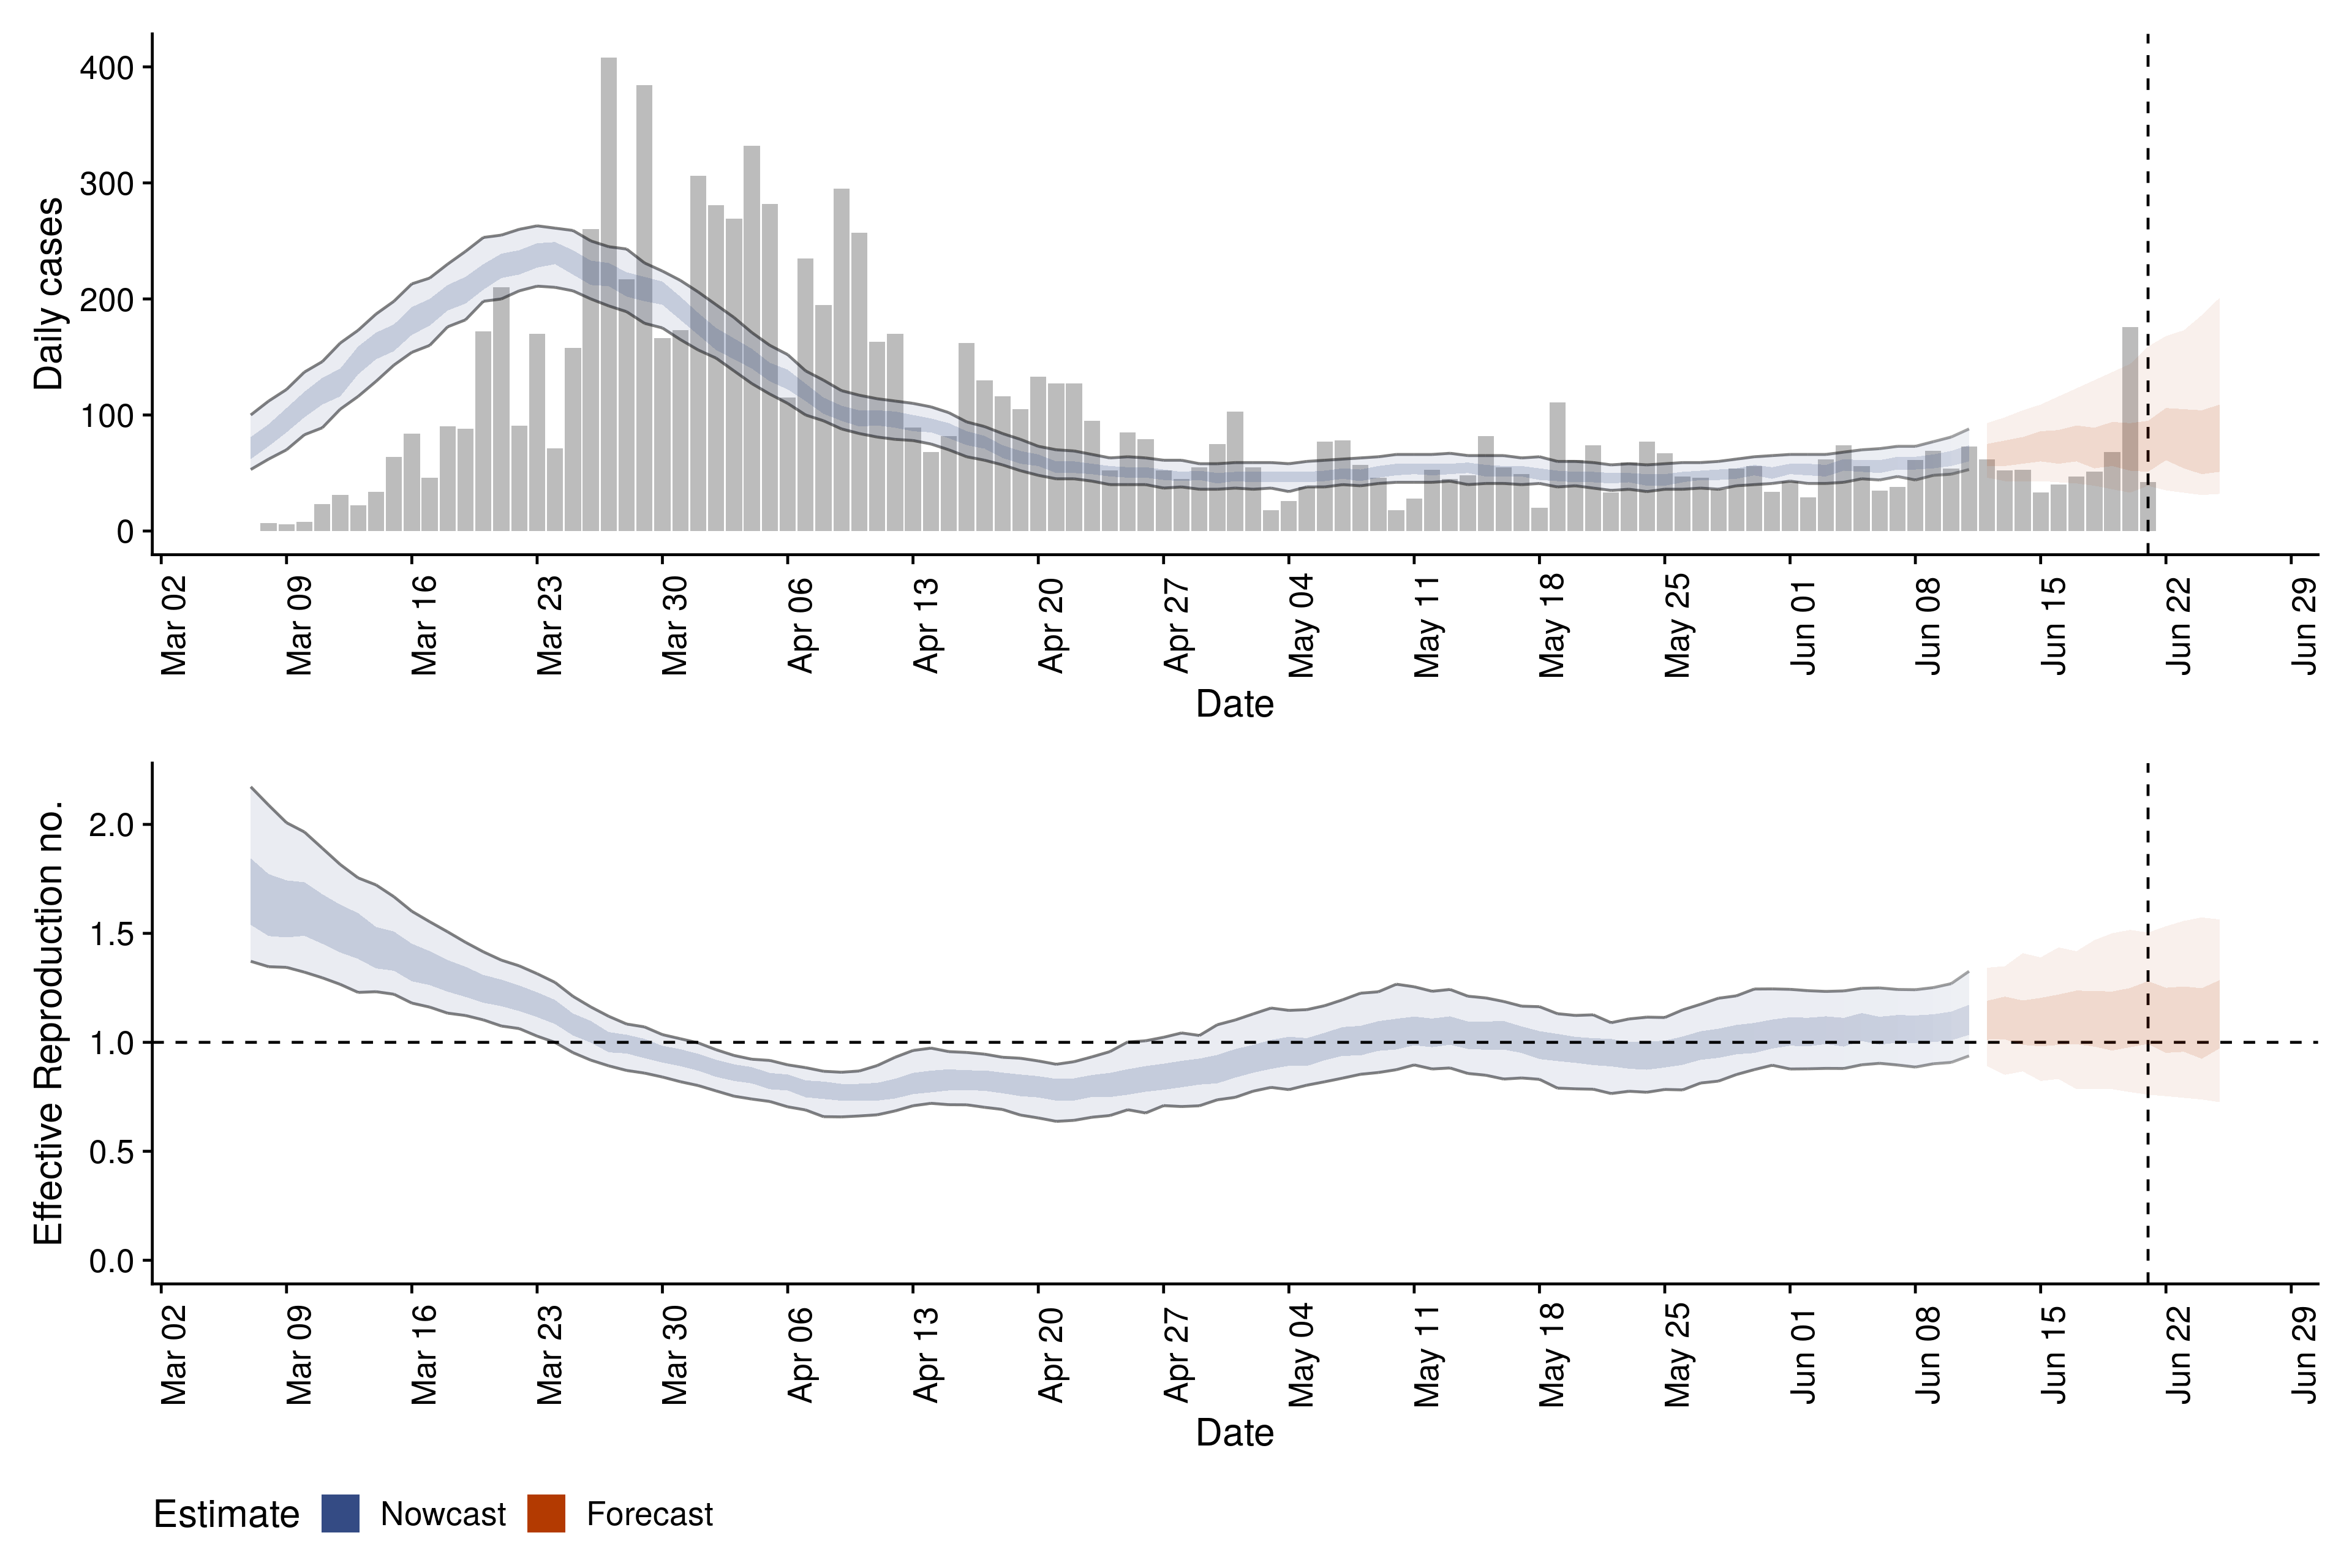 Daily cases
400
300
200
100
0
Mar 02 Mar 09 Mar 16 Mar 23 Mar 30 Apr 06 Apr 13 Apr 20 Apr 27 May 04 May 11 May 18 May 25 Jun 01 Jun 08 Jun 15 Jun 22 Jun 29
Date
Effective Reproduction no.
2.0
1.5
1.0
0.5
0.0
Mar 02 Mar 09 Mar 16 Mar 23 Mar 30 Apr 06 Apr 13 Apr 20 Apr 27 May 04 May 11 May 18 May 25 Jun 01 Jun 08 Jun 15 Jun 22 Jun 29
Date
Estimate Nowcast Forecast